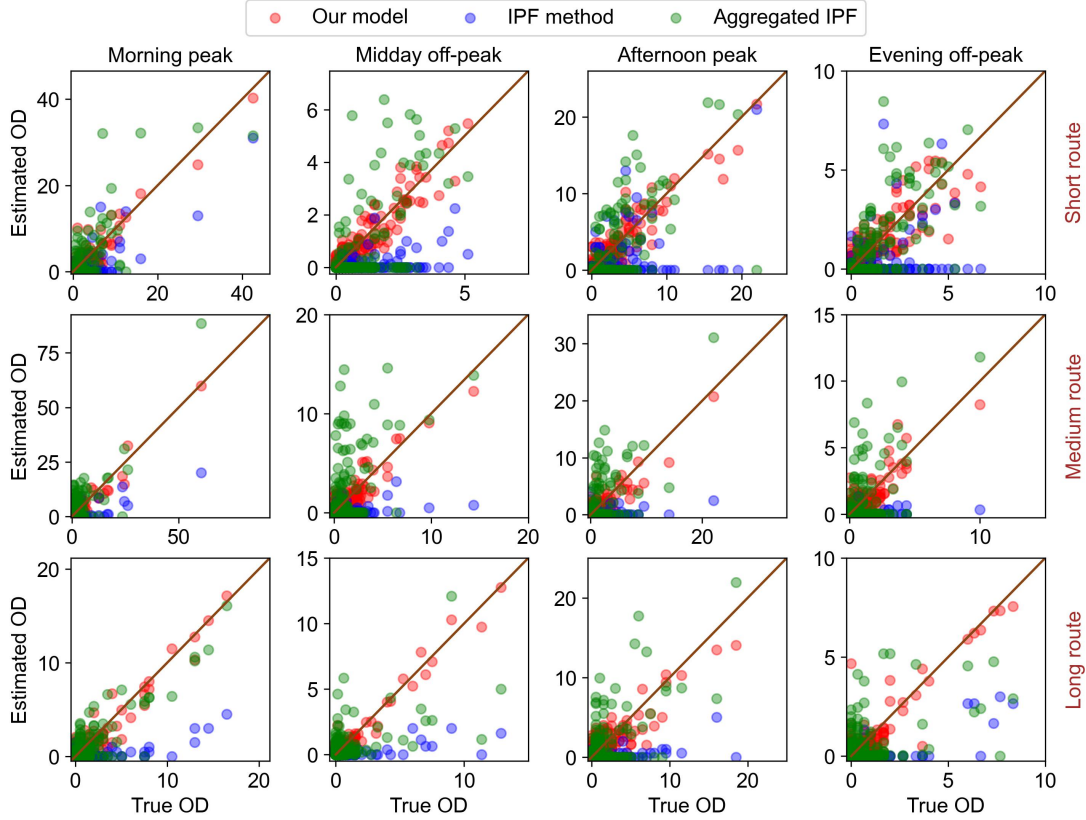 Our model IPF method Aggregated IPF
Morning peak Midday off-peak Afternoon peak Evening off-peak
Estimated OD
40
20
0
0 20 40
6
4
2
0
0 5
20
10
0
0 10 20
10
5
0
0 5 10
Short route
Estimated OD
75
50
25
0
0 50
20
10
0
0 10 20
30
20
10
0
0 20
15
10
5
0
0 10
Medium route
Estimated OD
20
10
0
0 10 20
True OD
15
10
5
0
0 10
True OD
20
10
0
0 10 20
True OD
10
5
0
0 5 10
True OD
Long route